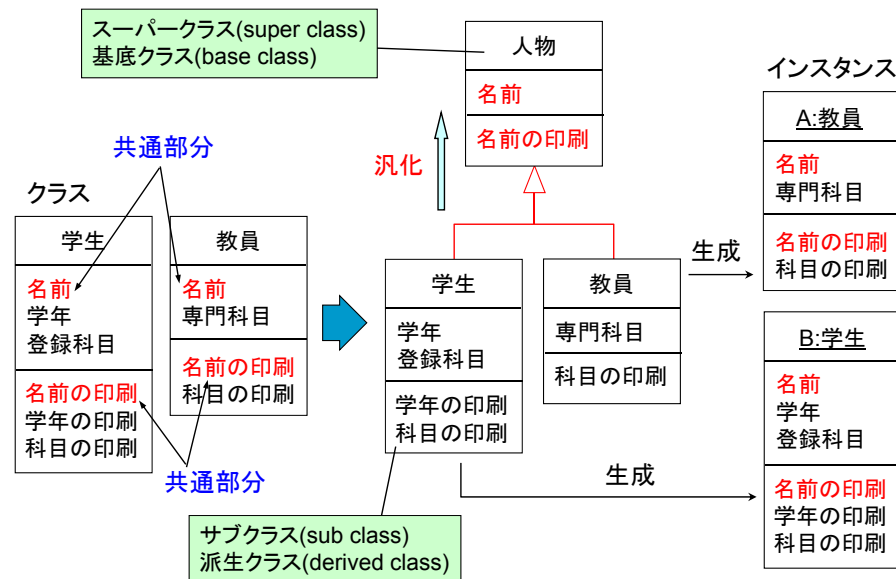 スーパークラス(super class)
基底クラス(base class)
人物
名前
名前の印刷
インスタンス
A:教員
名前
専門科目
名前の印刷
科目の印刷
共通部分
汎化
クラス
学生
名前
学年
登録科目
名前の印刷
学年の印刷
科目の印刷
教員
名前
専門科目
名前の印刷
科目の印刷
共通部分
学生
学年
登録科目
学年の印刷
科目の印刷
教員
専門科目
科目の印刷
生成
生成
B:学生
名前
学年
登録科目
名前の印刷
学年の印刷
科目の印刷
サブクラス(sub class)
派生クラス(derived class)